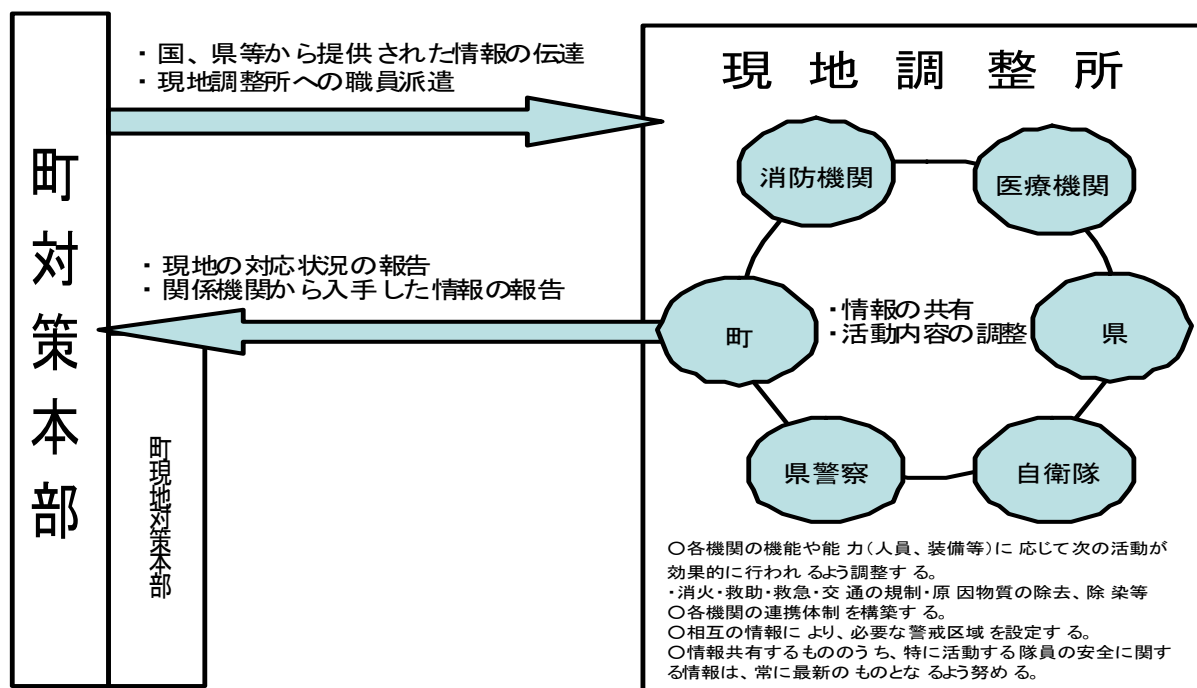 町対策本部
町現地対策本部
・国、県等から提供された情報の伝達
・現地調整所への職員派遣
・現地の対応状況の報告
・関係機関から入手した情報の報告
現地調整所
消防機関
医療機関
町
・情報の共有
・活動内容の調整
県
県警察
自衛隊
○各機関の機能や能力(人員、装備等)に応じて次の活動が
効果的に行われるよう調整する。
・消火・救助・救急・交通の規制・原因物質の除去、除染等
○各機関の連携体制を構築する。
○相互の情報により、必要な警戒区域を設定する。
○情報共有するもののうち、特に活動する隊員の安全に関す
る情報は、常に最新のものとなるよう努める。